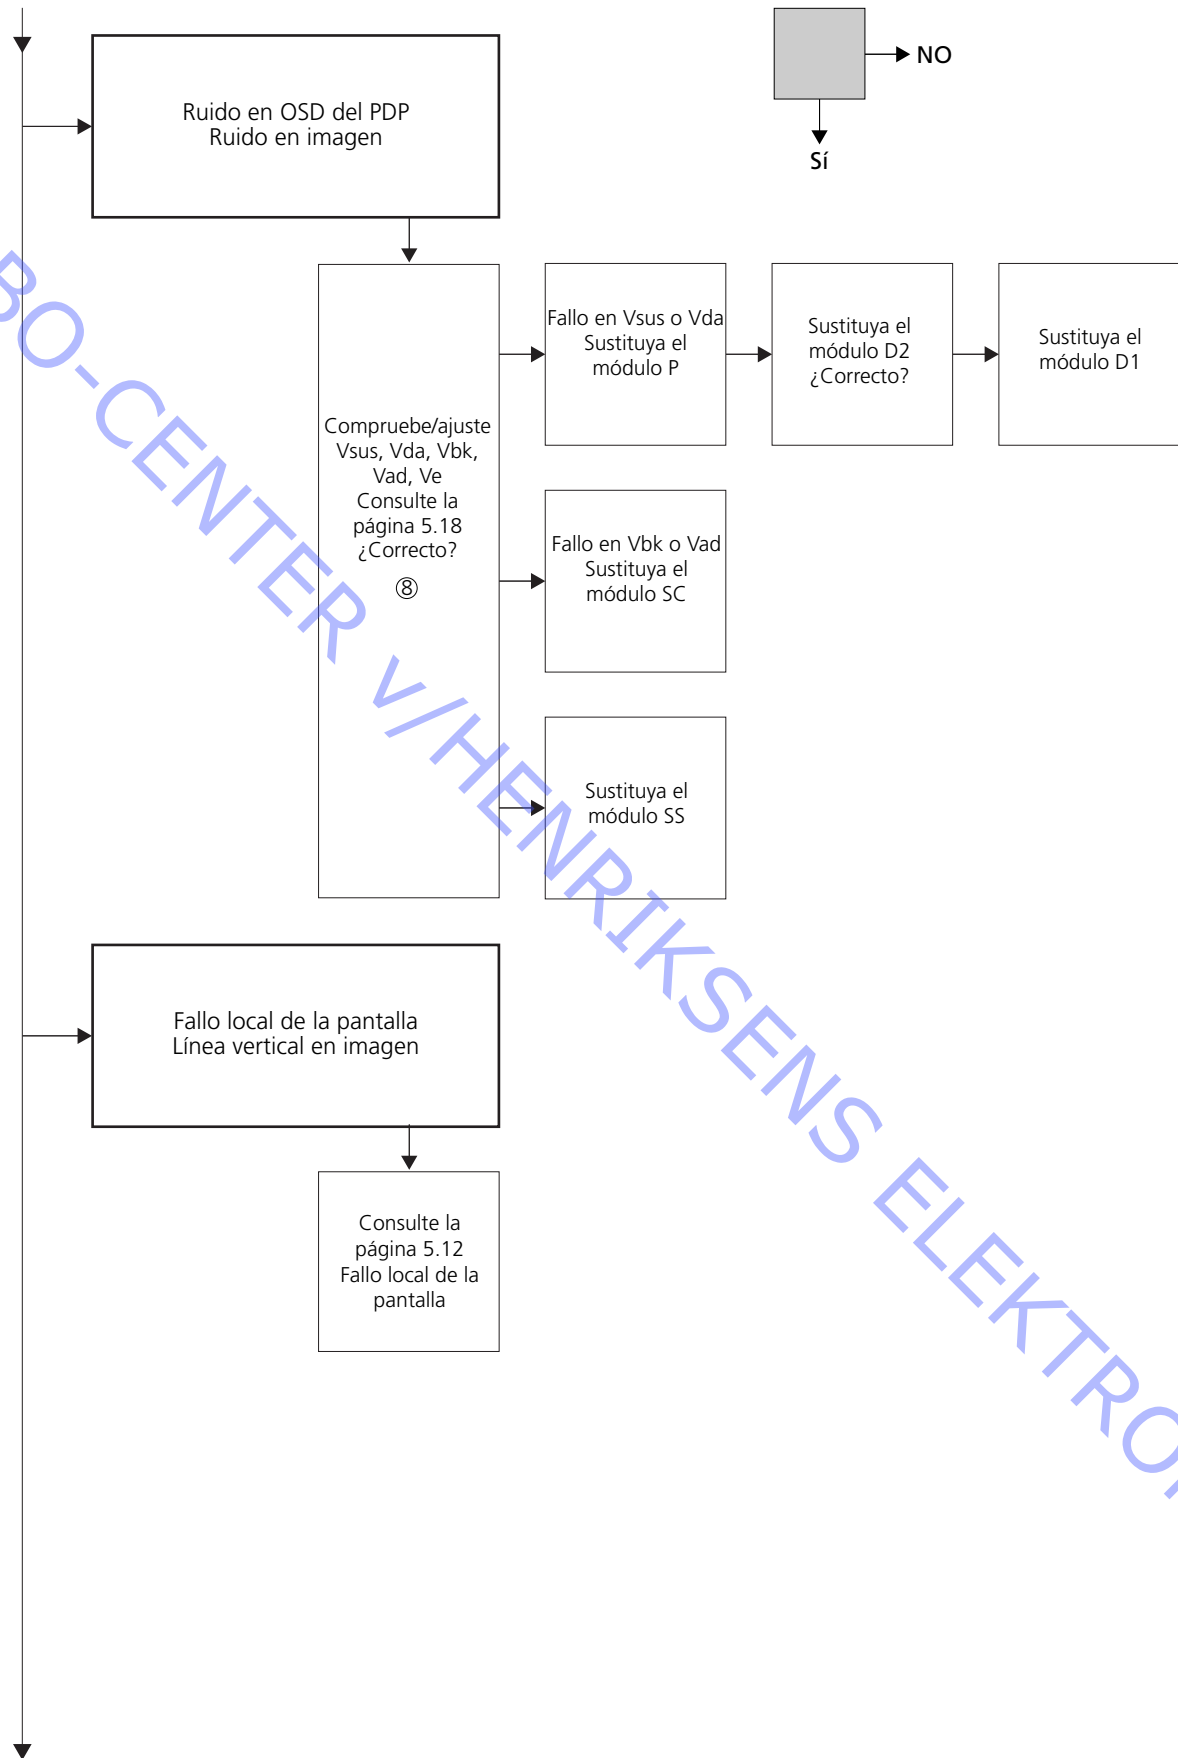 NO
Sí
Ruido en OSD del PDP
Ruido en imagen
Compruebe/ajuste
Vsus, Vda, Vbk,
Vad, Ve
Consulte la
página 5.18
¿Correcto?
⑧
Fallo en Vsus o Vda
Sustituya el
módulo P
Sustituya el
módulo D2
¿Correcto?
Sustituya el
módulo D1
Fallo en Vbk o Vad
Sustituya el
módulo SC
Sustituya el
módulo SS
Fallo local de la pantalla
Línea vertical en imagen
Consulte la
página 5.12
Fallo local de la
pantalla
BO-CENTER v/HENRIKSENS ELEKTRO